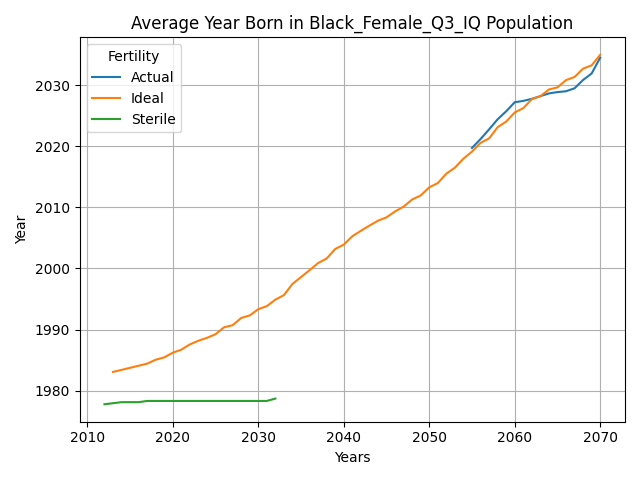 Average Year Born in Black_Female_Q3_IQ Population
Fertility
Actual
Ideal
Sterile
Year
2030
2020
2010
2000
1990
1980
2010 2020 2030 2040 2050 2060 2070
Years